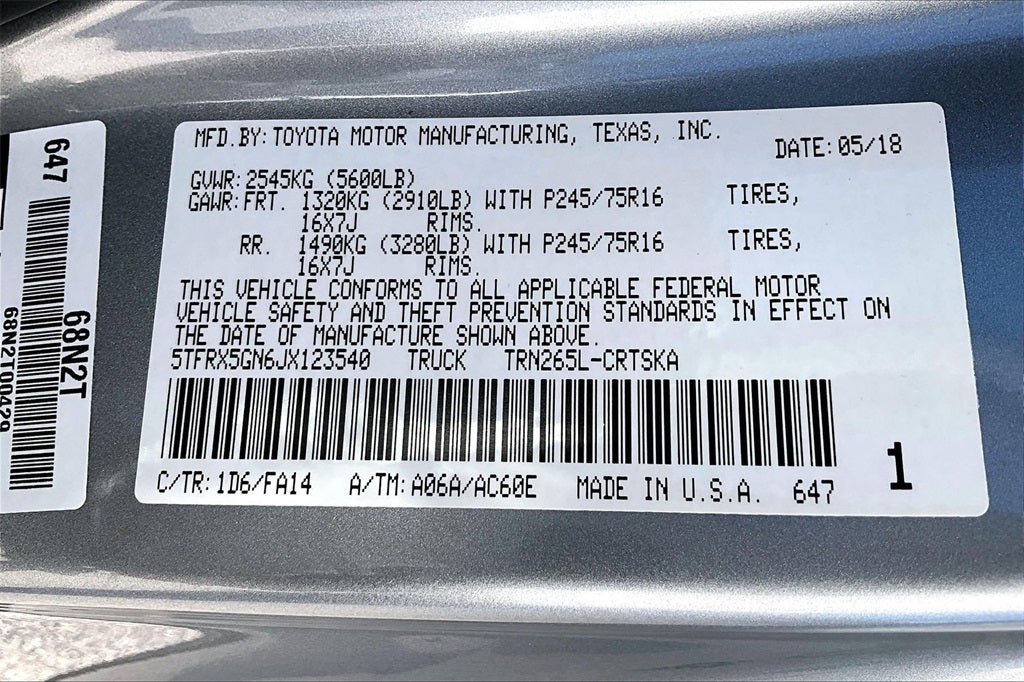 MFD.BY: TOYOTA MOTOR MANUFACTURING, TEXAS, INC.
DATE: 05/18
GVWR: 2545KG (5600LB)
GAWR: FRT. 1320KG (2910LB) WITH P245/75R16 TIRES,
16X7J RIMS.
RR. 1490KG (3280LB) WITH P245/75R16 TIRES,
16X7J RIMS.
THIS VEHICLE CONFORMS TO ALL APPLICABLE FEDERAL MOTOR
VEHICLE SAFETY AND THEFT PREVENTION STANDARDS IN EFFECT ON
THE DATE OF MANUFACTURE SHOWN ABOVE.
5TFRX5GN6JX123540 TRUCK TRN265L-CRTSKA
C/TR: 1D6/FA14 A/TM: A06A/AC60E MADE IN U.S.A. 647
1
647
68N2T
68N2T00429